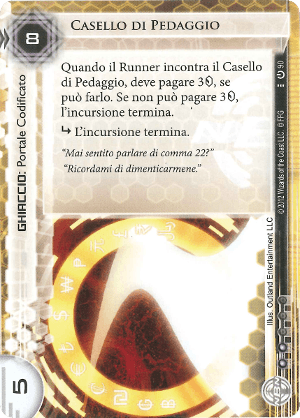 8
CASELLO DI PEDAGGIO
Quando il Runner incontra il Casello
di Pedaggio, deve pagare 3, se
può farlo. Se non può pagare 3,
l'incursione termina.
L'incursione termina.
“Mai sentito parlare di comma 22?”
“Ricordami di dimenticarmene.”
GHIACCIO: Portale Codificato
5
90
©2012 Wizards of the Coast LLC. © FFG
Illus. Outland Entertainment LLC